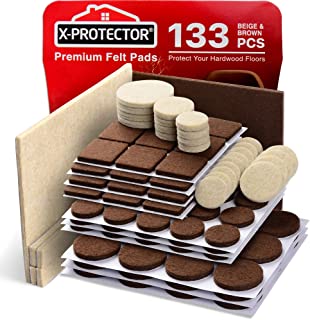 X-PROTECTOR®
Premium Felt Pads
133
BEIGE &
BROWN
PCS
Protect Your Hardwood Floors